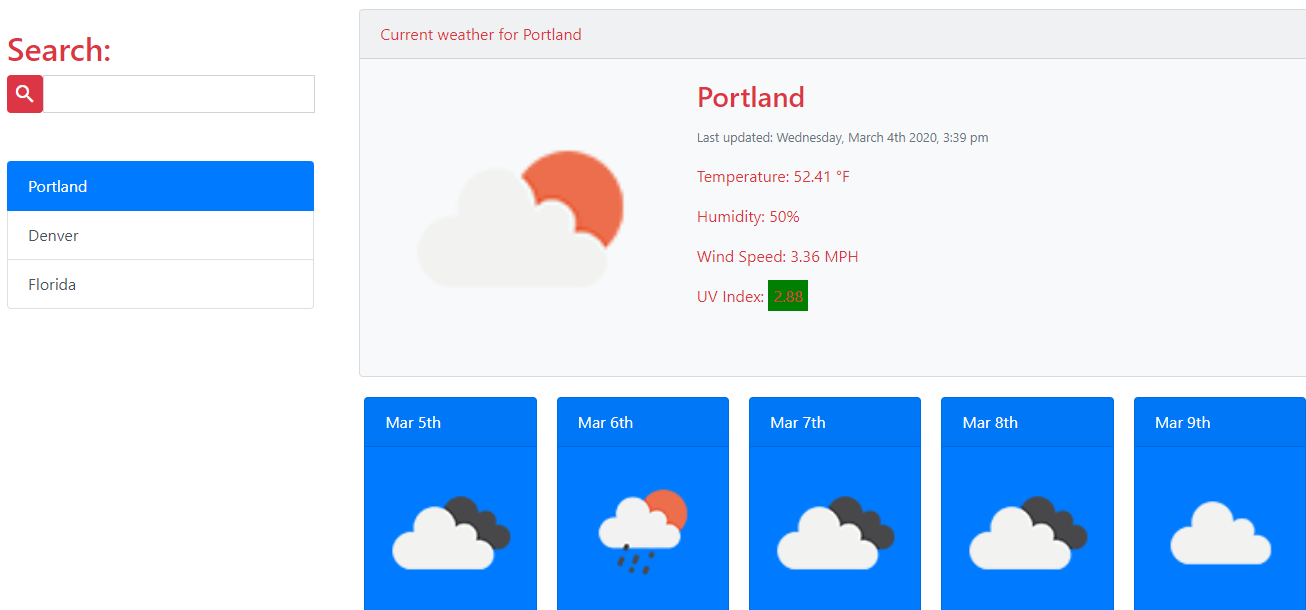 Search:
Portland
Denver
Florida
Current weather for Portland
Portland
Last updated: Wednesday, March 4th 2020, 3:39 pm
Temperature: 52.41 °F
Humidity: 50%
Wind Speed: 3.36 MPH
UV Index: 2.88
Mar 5th
Mar 6th
Mar 7th
Mar 8th
Mar 9th